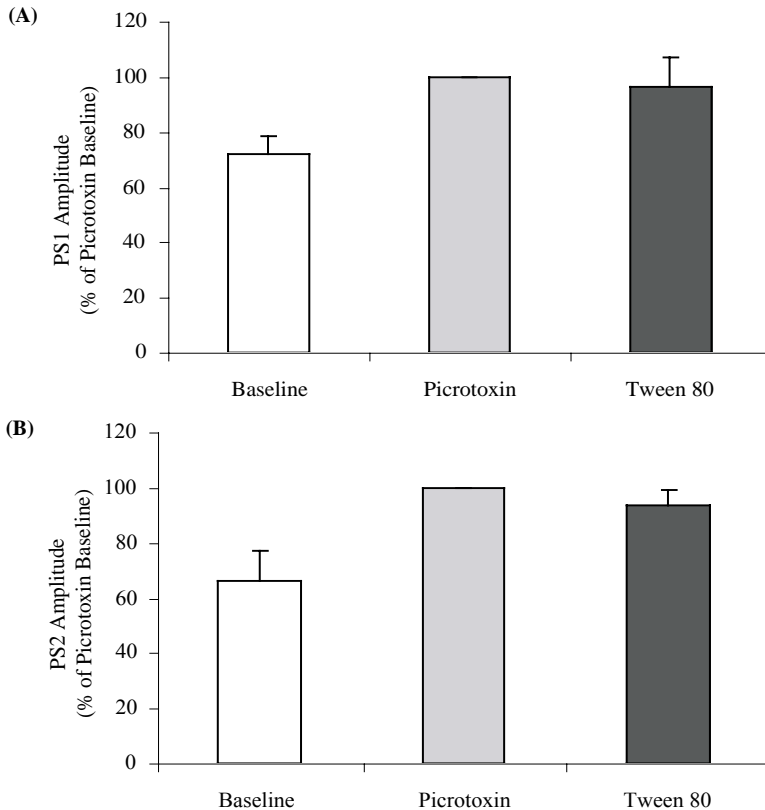 (A)
PS1 Amplitude
(% of Picrotoxin Baseline)
120
100
80
60
40
20
0
Baseline Picrotoxin Tween 80
(B)
PS2 Amplitude
(% of Picrotoxin Baseline)
120
100
80
60
40
20
0
Baseline Picrotoxin Tween 80